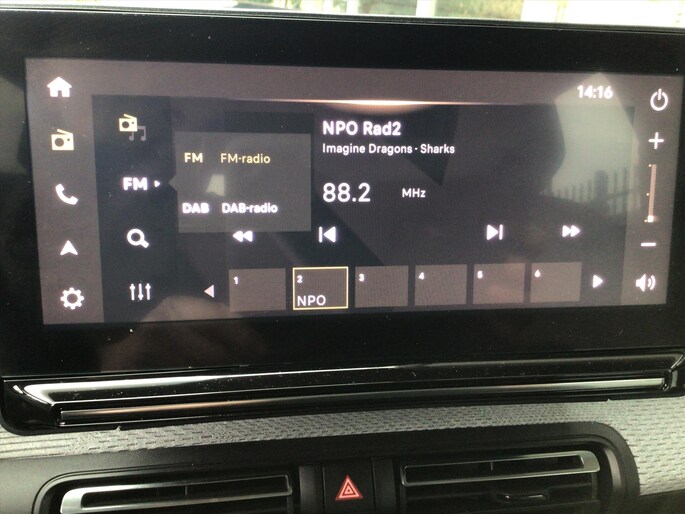 14:16
NPO Rad2
Imagine Dragons · Sharks
FM FM-radio
FM
88.2 MHz
DAB DAB-radio
1 2 3 4 5 6
NPO